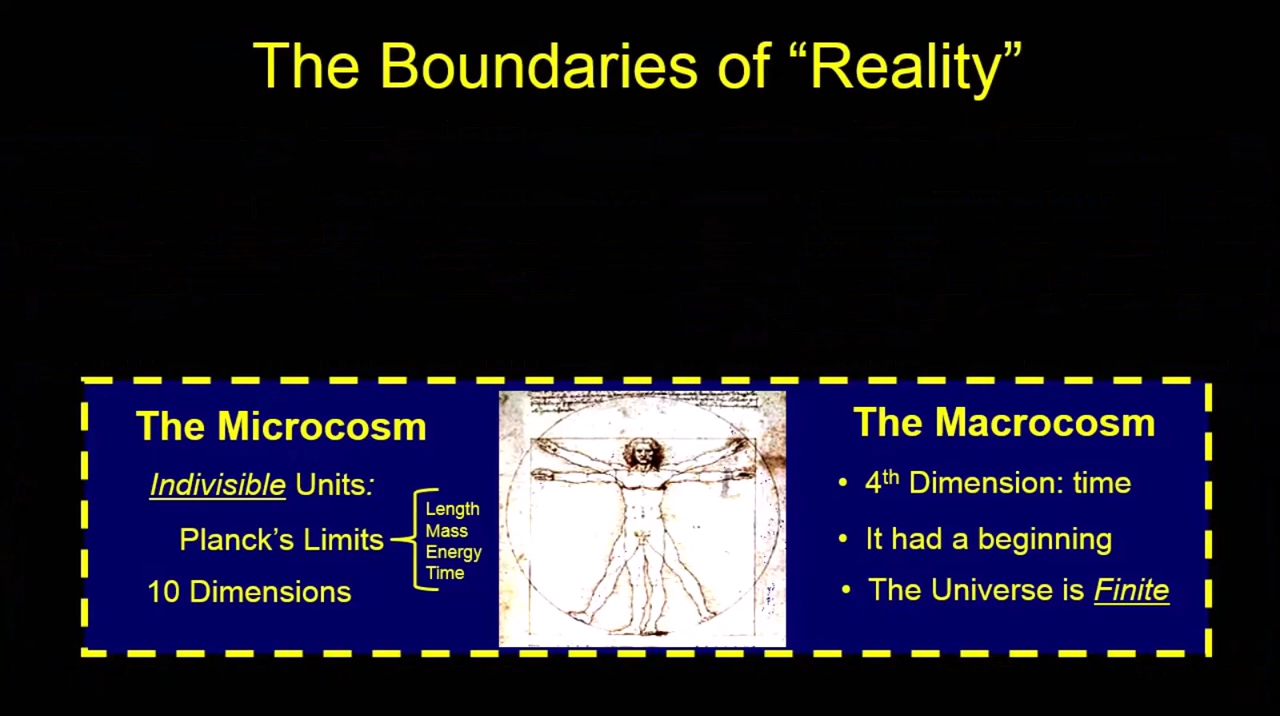 The Boundaries of “Reality”
The Microcosm
Indivisible Units:
Planck’s Limits
Length
Mass
Energy
Time
10 Dimensions
The Macrocosm
• 4th Dimension: time
• It had a beginning
• The Universe is Finite